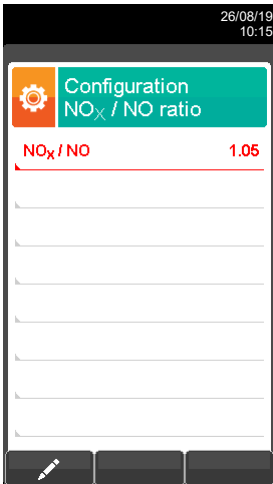 26/08/19
10:15
Configuration
NOX / NO ratio
NOX / NO 1.05